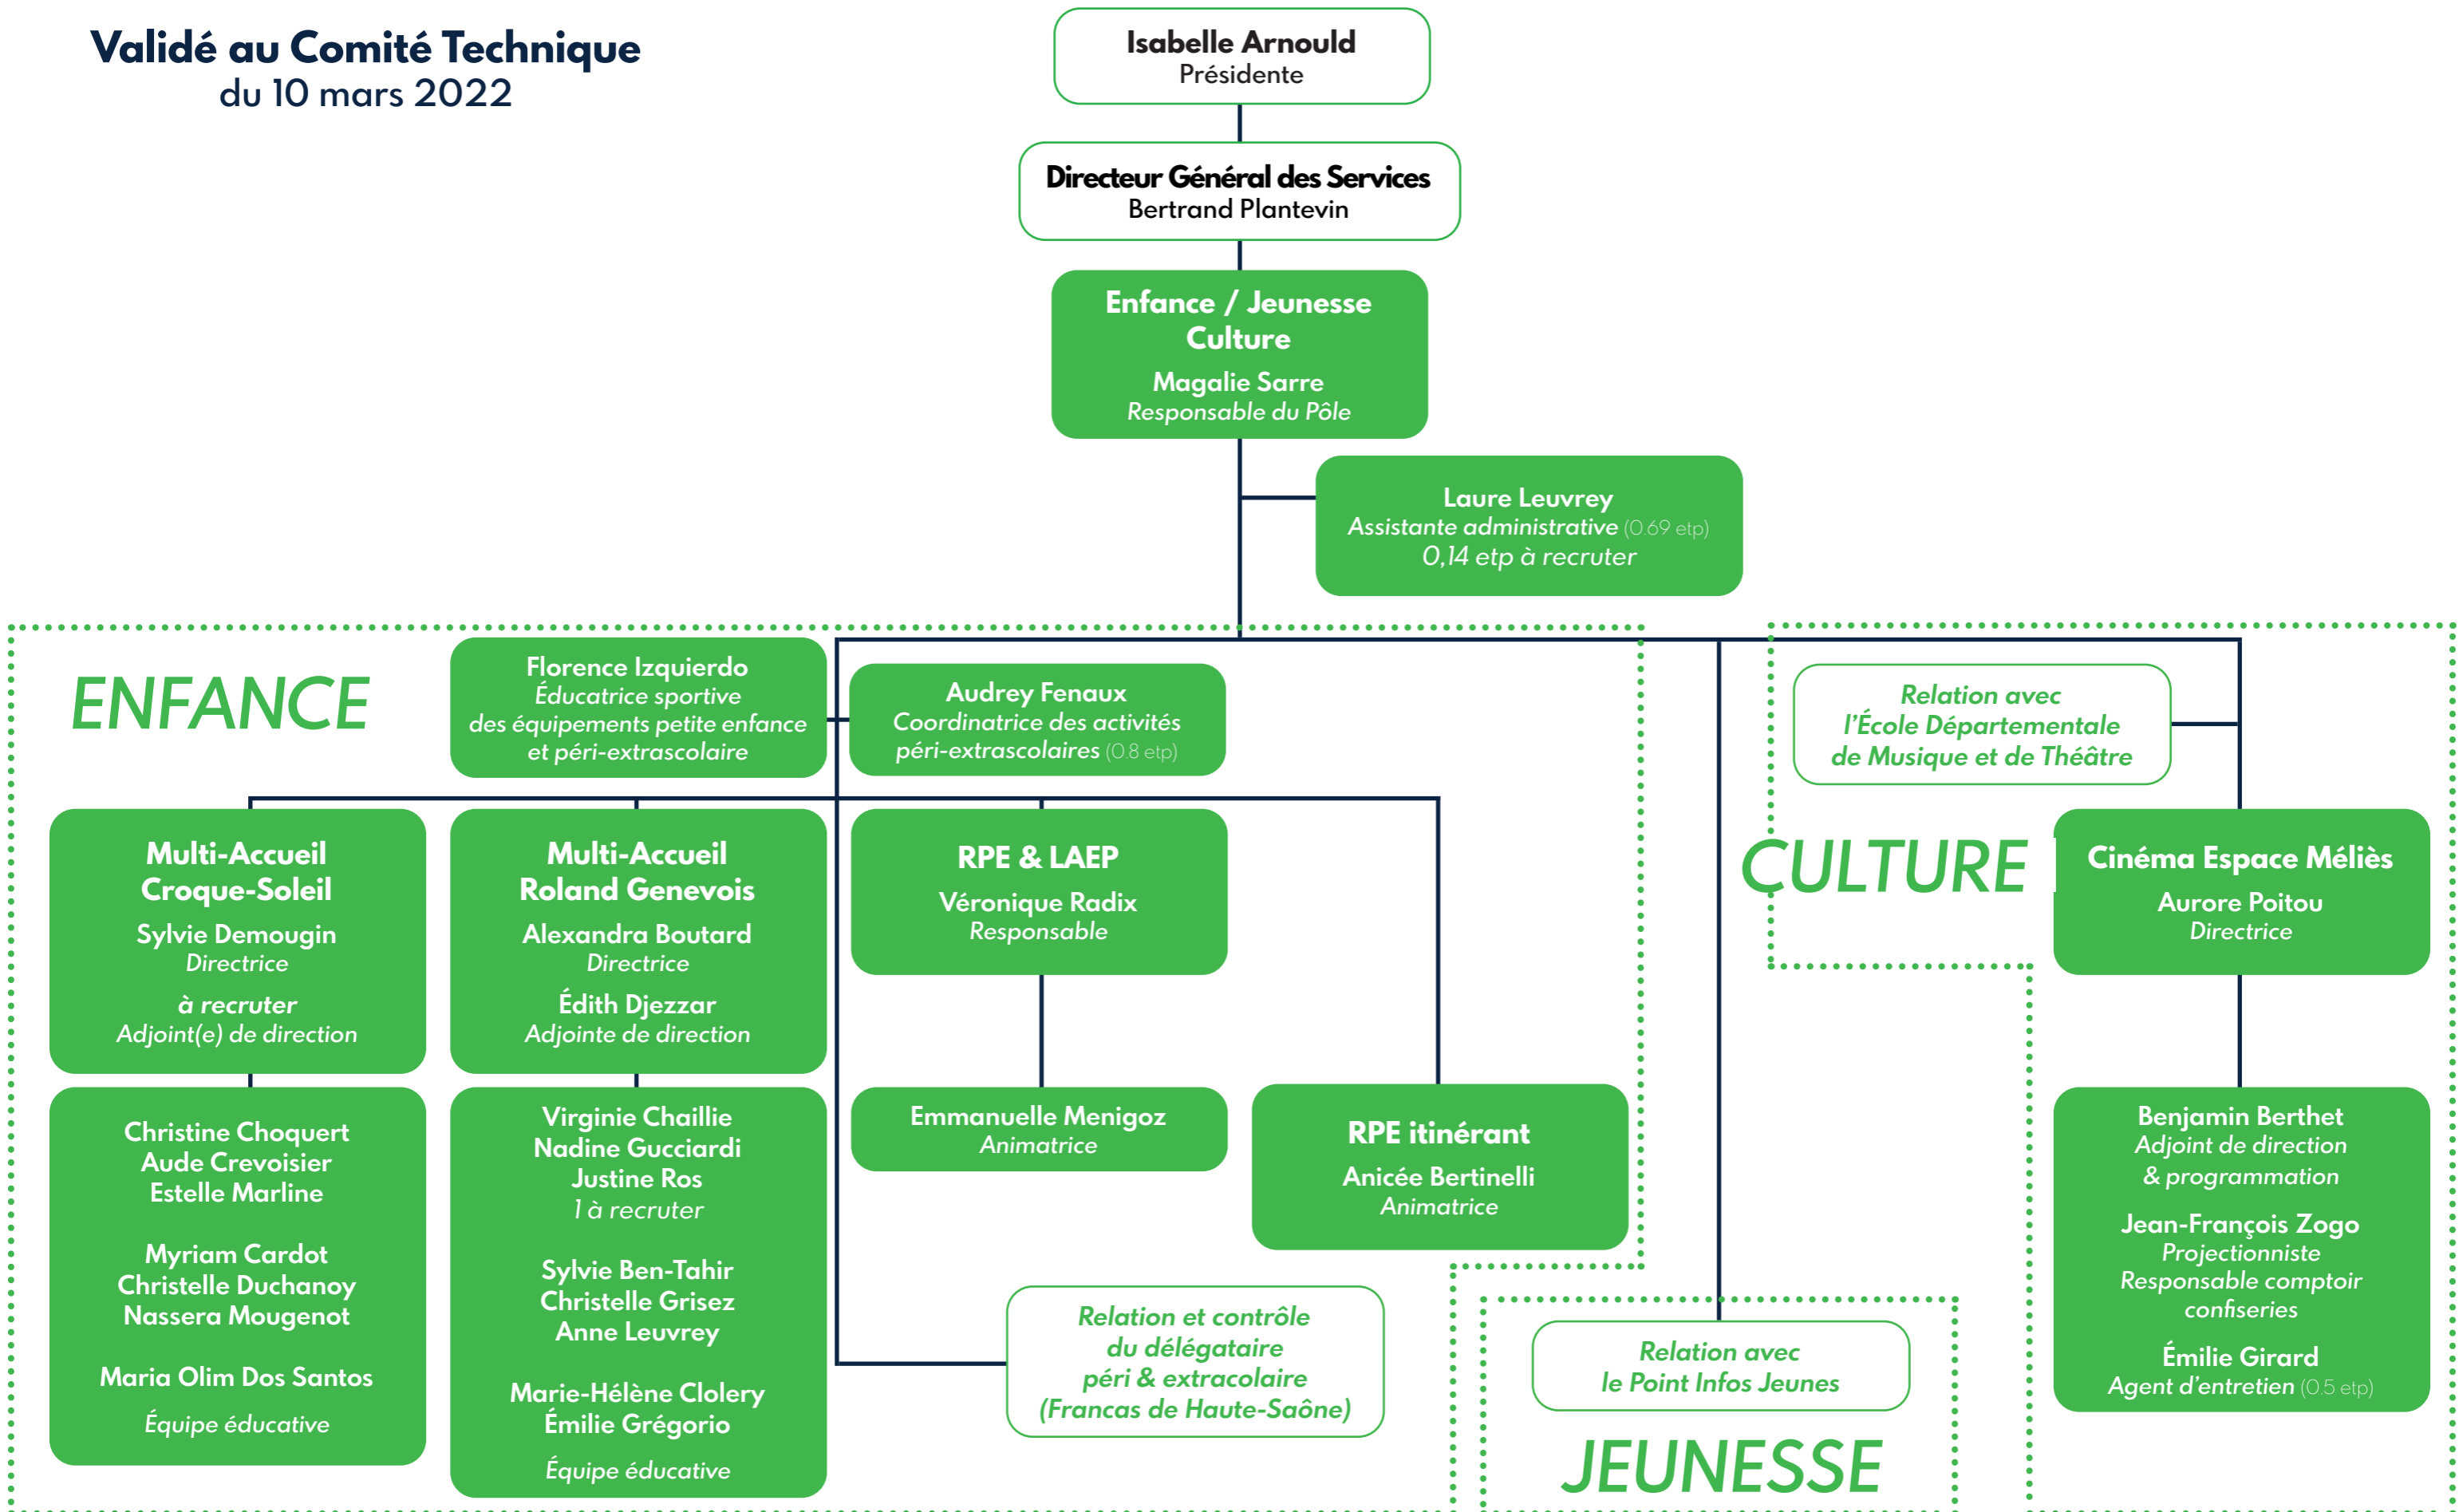 Validé au Comité Technique
du 10 mars 2022
Isabelle Arnould
Présidente
Directeur Général des Services
Bertrand Plantevin
Enfance / Jeunesse
Culture
Magalie Sarre
Responsable du Pôle
Laure Leuvrey
Assistante administrative (0.69 etp)
0,14 etp à recruter
ENFANCE
Florence Izquierdo
Éducatrice sportive
des équipements petite enfance
et péri-extrascolaire
Audrey Fenaux
Coordinatrice des activités
péri-extrascolaires (0.8 etp)
Multi-Accueil
Croque-Soleil
Sylvie Demougin
Directrice
à recruter
Adjoint(e) de direction
Christine Choquert
Aude Crevoisier
Estelle Marline
Myriam Cardot
Christelle Duchanoy
Nassera Mougenot
Maria Olim Dos Santos
Équipe éducative
Multi-Accueil
Roland Genevois
Alexandra Boutard
Directrice
Édith Djezzar
Adjointe de direction
Virginie Chaillie
Nadine Gucciardi
Justine Ros
1 à recruter
Sylvie Ben-Tahir
Christelle Grisez
Anne Leuvrey
Marie-Hélène Clolery
Émilie Grégorio
Équipe éducative
RPE & LAEP
Véronique Radix
Responsable
Emmanuelle Menigoz
Animatrice
RPE itinérant
Anicée Bertinelli
Animatrice
Relation et contrôle
du délégataire
péri & extracolaire
(Francas de Haute-Saône)
Relation avec
le Point Infos Jeunes
JEUNESSE
Relation avec
l’École Départementale
de Musique et de Théâtre
CULTURE
Cinéma Espace Méliès
Aurore Poitou
Directrice
Benjamin Berthet
Adjoint de direction
& programmation
Jean-François Zogo
Projectionniste
Responsable comptoir
confiseries
Émilie Girard
Agent d’entretien (0.5 etp)